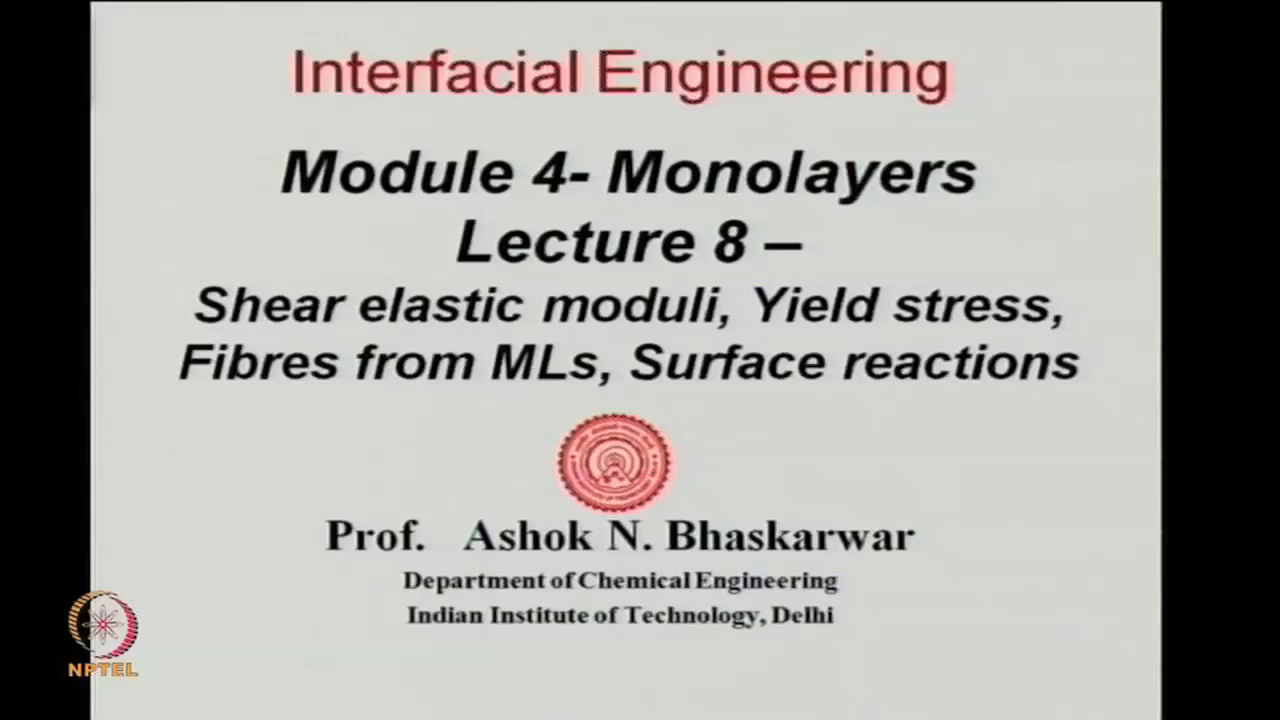 Interfacial Engineering
Module 4- Monolayers
Lecture 8 –
Shear elastic moduli, Yield stress,
Fibres from MLs, Surface reactions
Prof. Ashok N. Bhaskarwar
Department of Chemical Engineering
Indian Institute of Technology, Delhi
NPTEL